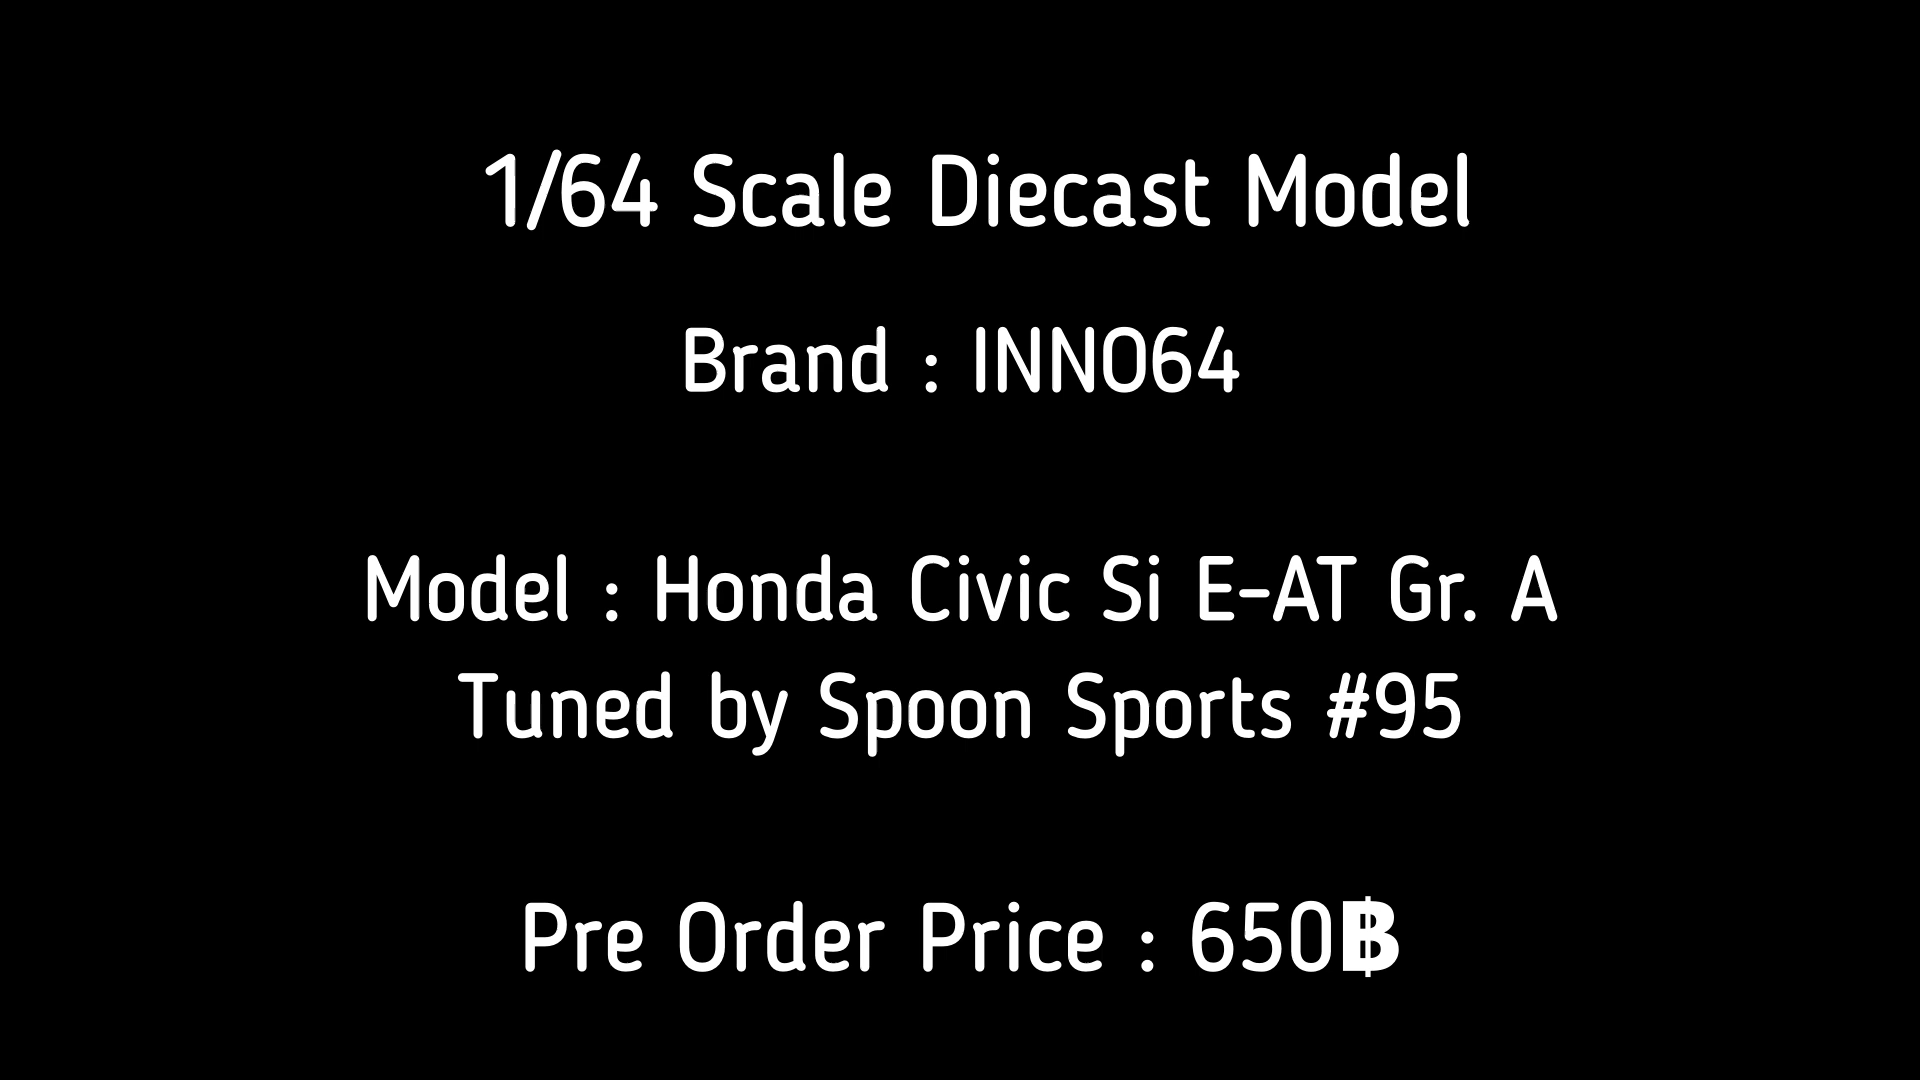 1/64 Scale Diecast Model
Brand : INNO64
Model : Honda Civic Si E-AT Gr. A
Tuned by Spoon Sports #95
Pre Order Price : 650฿